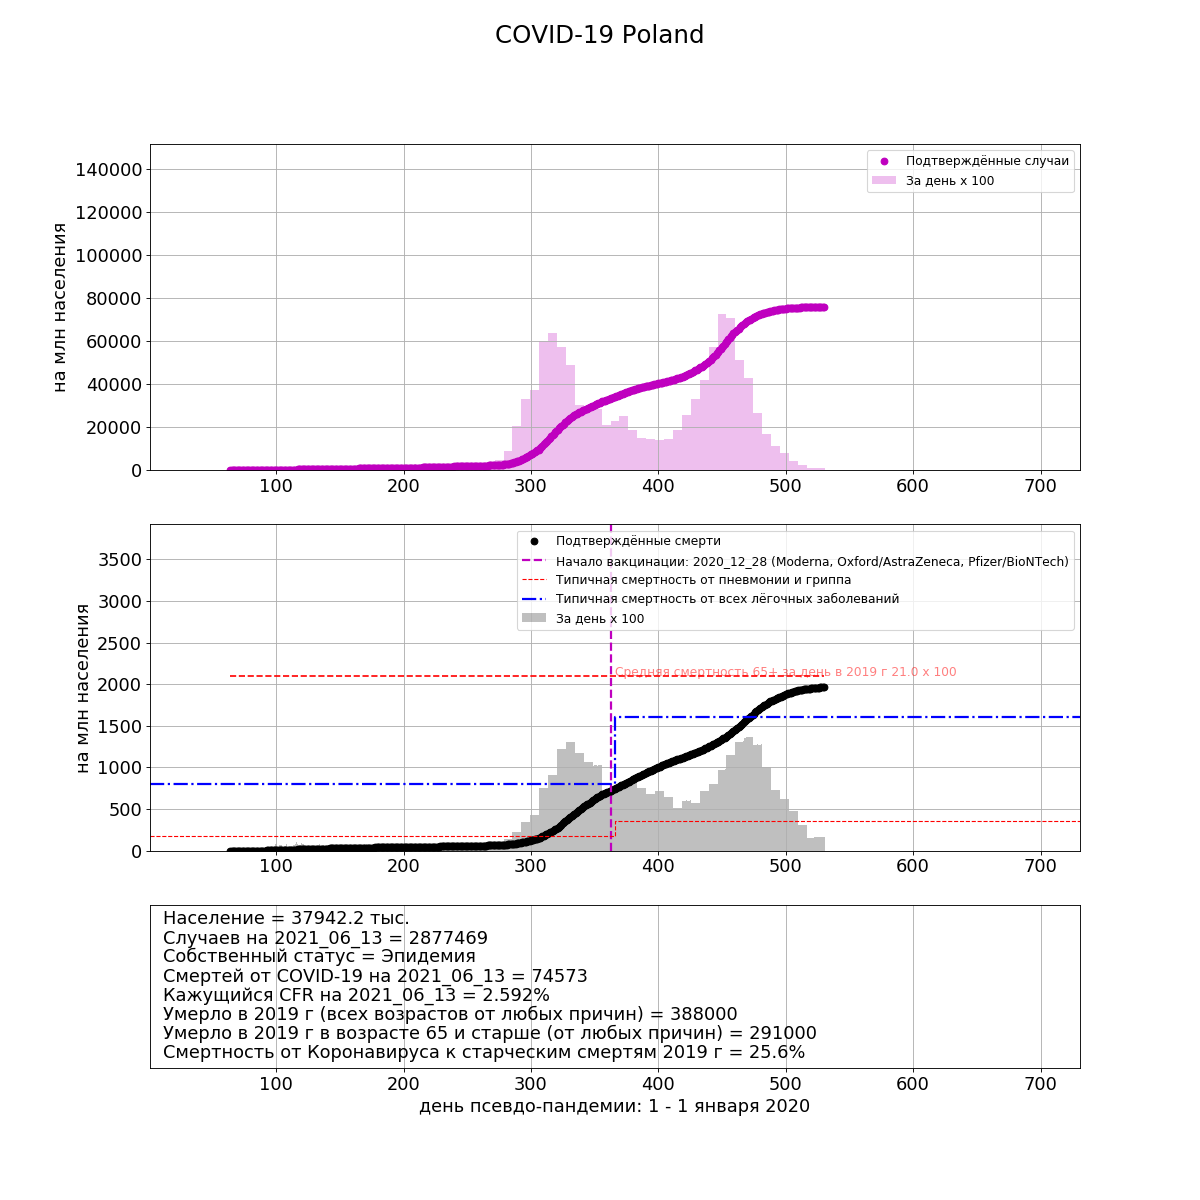 COVID-19 Poland
140000
120000
100000
80000
60000
40000
20000
0
на млн населения
Подтверждённые случаи
За день x 100
100 200 300 400 500 600 700
3500
3000
2500
2000
1500
1000
500
0
на млн населения
Подтверждённые смерти
Начало вакцинации: 2020_12_28 (Moderna, Oxford/AstraZeneca, Pfizer/BioNTech)
Типичная смертность от пневмонии и гриппа
Типичная смертность от всех лёгочных заболеваний
За день x 100
Средняя смертность 65+ за день в 2019 г 21.0 x 100
100 200 300 400 500 600 700
Население = 37942.2 тыс.
Случаев на 2021_06_13 = 2877469
Собственный статус = Эпидемия
Смертей от COVID-19 на 2021_06_13 = 74573
Кажущийся CFR на 2021_06_13 = 2.592%
Умерло в 2019 г (всех возрастов от любых причин) = 388000
Умерло в 2019 г в возрасте 65 и старше (от любых причин) = 291000
Смертность от Коронавируса к старческим смертям 2019 г = 25.6%
100 200 300 400 500 600 700
день псевдо-пандемии: 1 - 1 января 2020